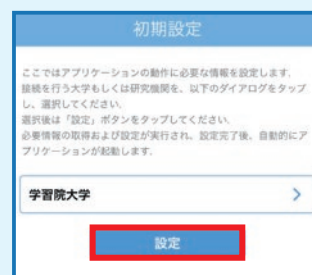 初期設定
ここではアプリケーションの動作に必要な情報を設定します.
接続を行う大学もしくは研究機関を、以下のダイアログをタップ
し、選択してください.
選択後は「設定」ボタンをタップしてください.
必要情報の取得および設定が実行され、設定完了後、自動的にア
プリケーションが起動します.
学習院大学
設定